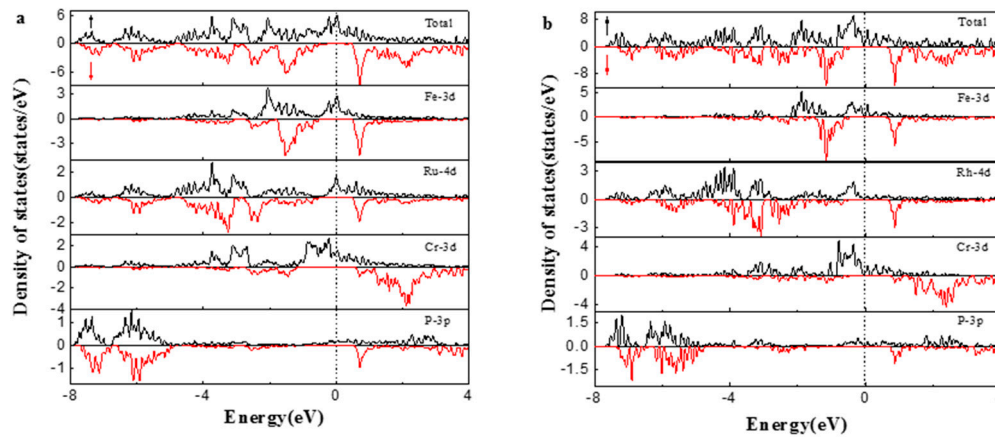 a
Density of states(states/eV)
6
0
-6
Total
3
0
-3
Fe-3d
2
0
-2
Ru-4d
2
0
-2
-4
Cr-3d
1
0
-1
P-3p
-8
-4
0
4
Energy(eV)
b
Density of states(states/eV)
8
0
-8
Total
5
0
-5
Fe-3d
3
0
-3
Rh-4d
4
0
-4
Cr-3d
1.5
0.0
-1.5
P-3p
-8
-4
0
Energy(eV)